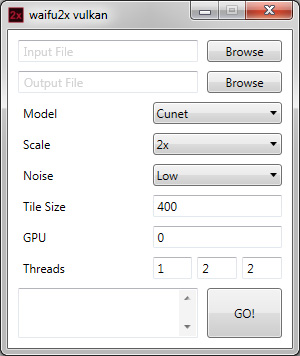 2x waifu2x vulkan
Input File Browse
Output File Browse
Model Cunet
Scale 2x
Noise Low
Tile Size 400
GPU 0
Threads 1 2 2
GO!